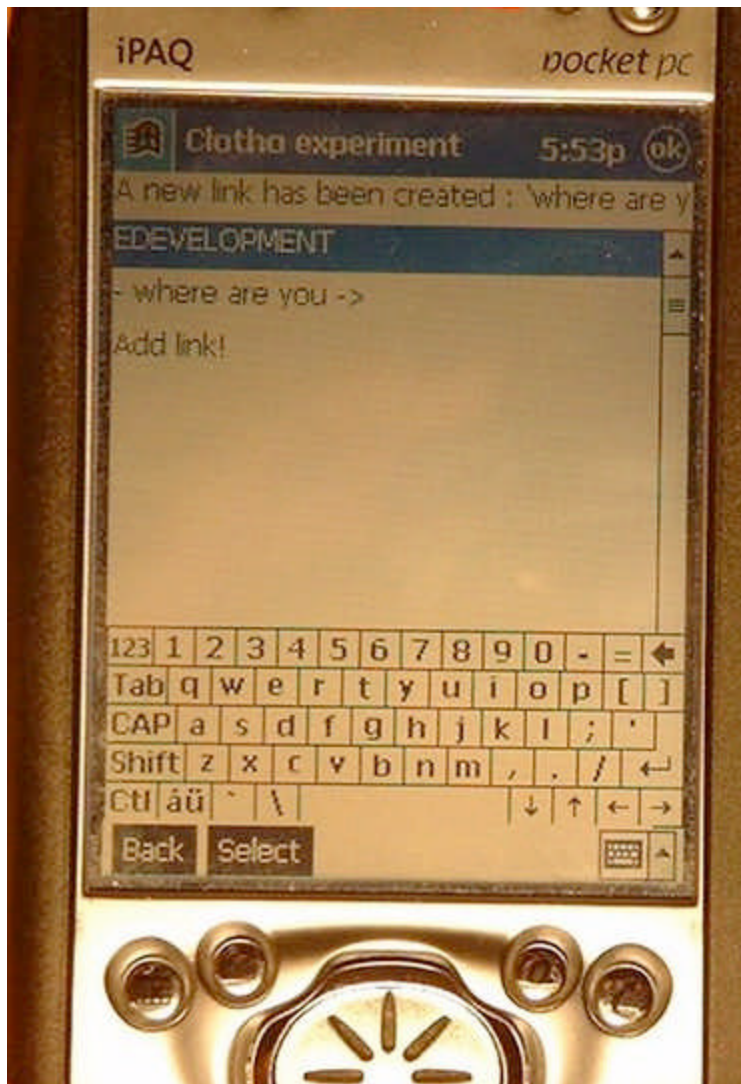 iPAQ pocket pc
Clotho experiment 5:53p ok
A new link has been created : 'where are y
EDEVELOPMENT
- where are you ->
Add link!
123 1 2 3 4 5 6 7 8 9 0 - =
Tab q w e r t y u i o p [ ]
CAP a s d f g h j k l ; '
Shift z x c v b n m , . /
Ctl áü ` \ ↓ ↑ ← →
Back Select